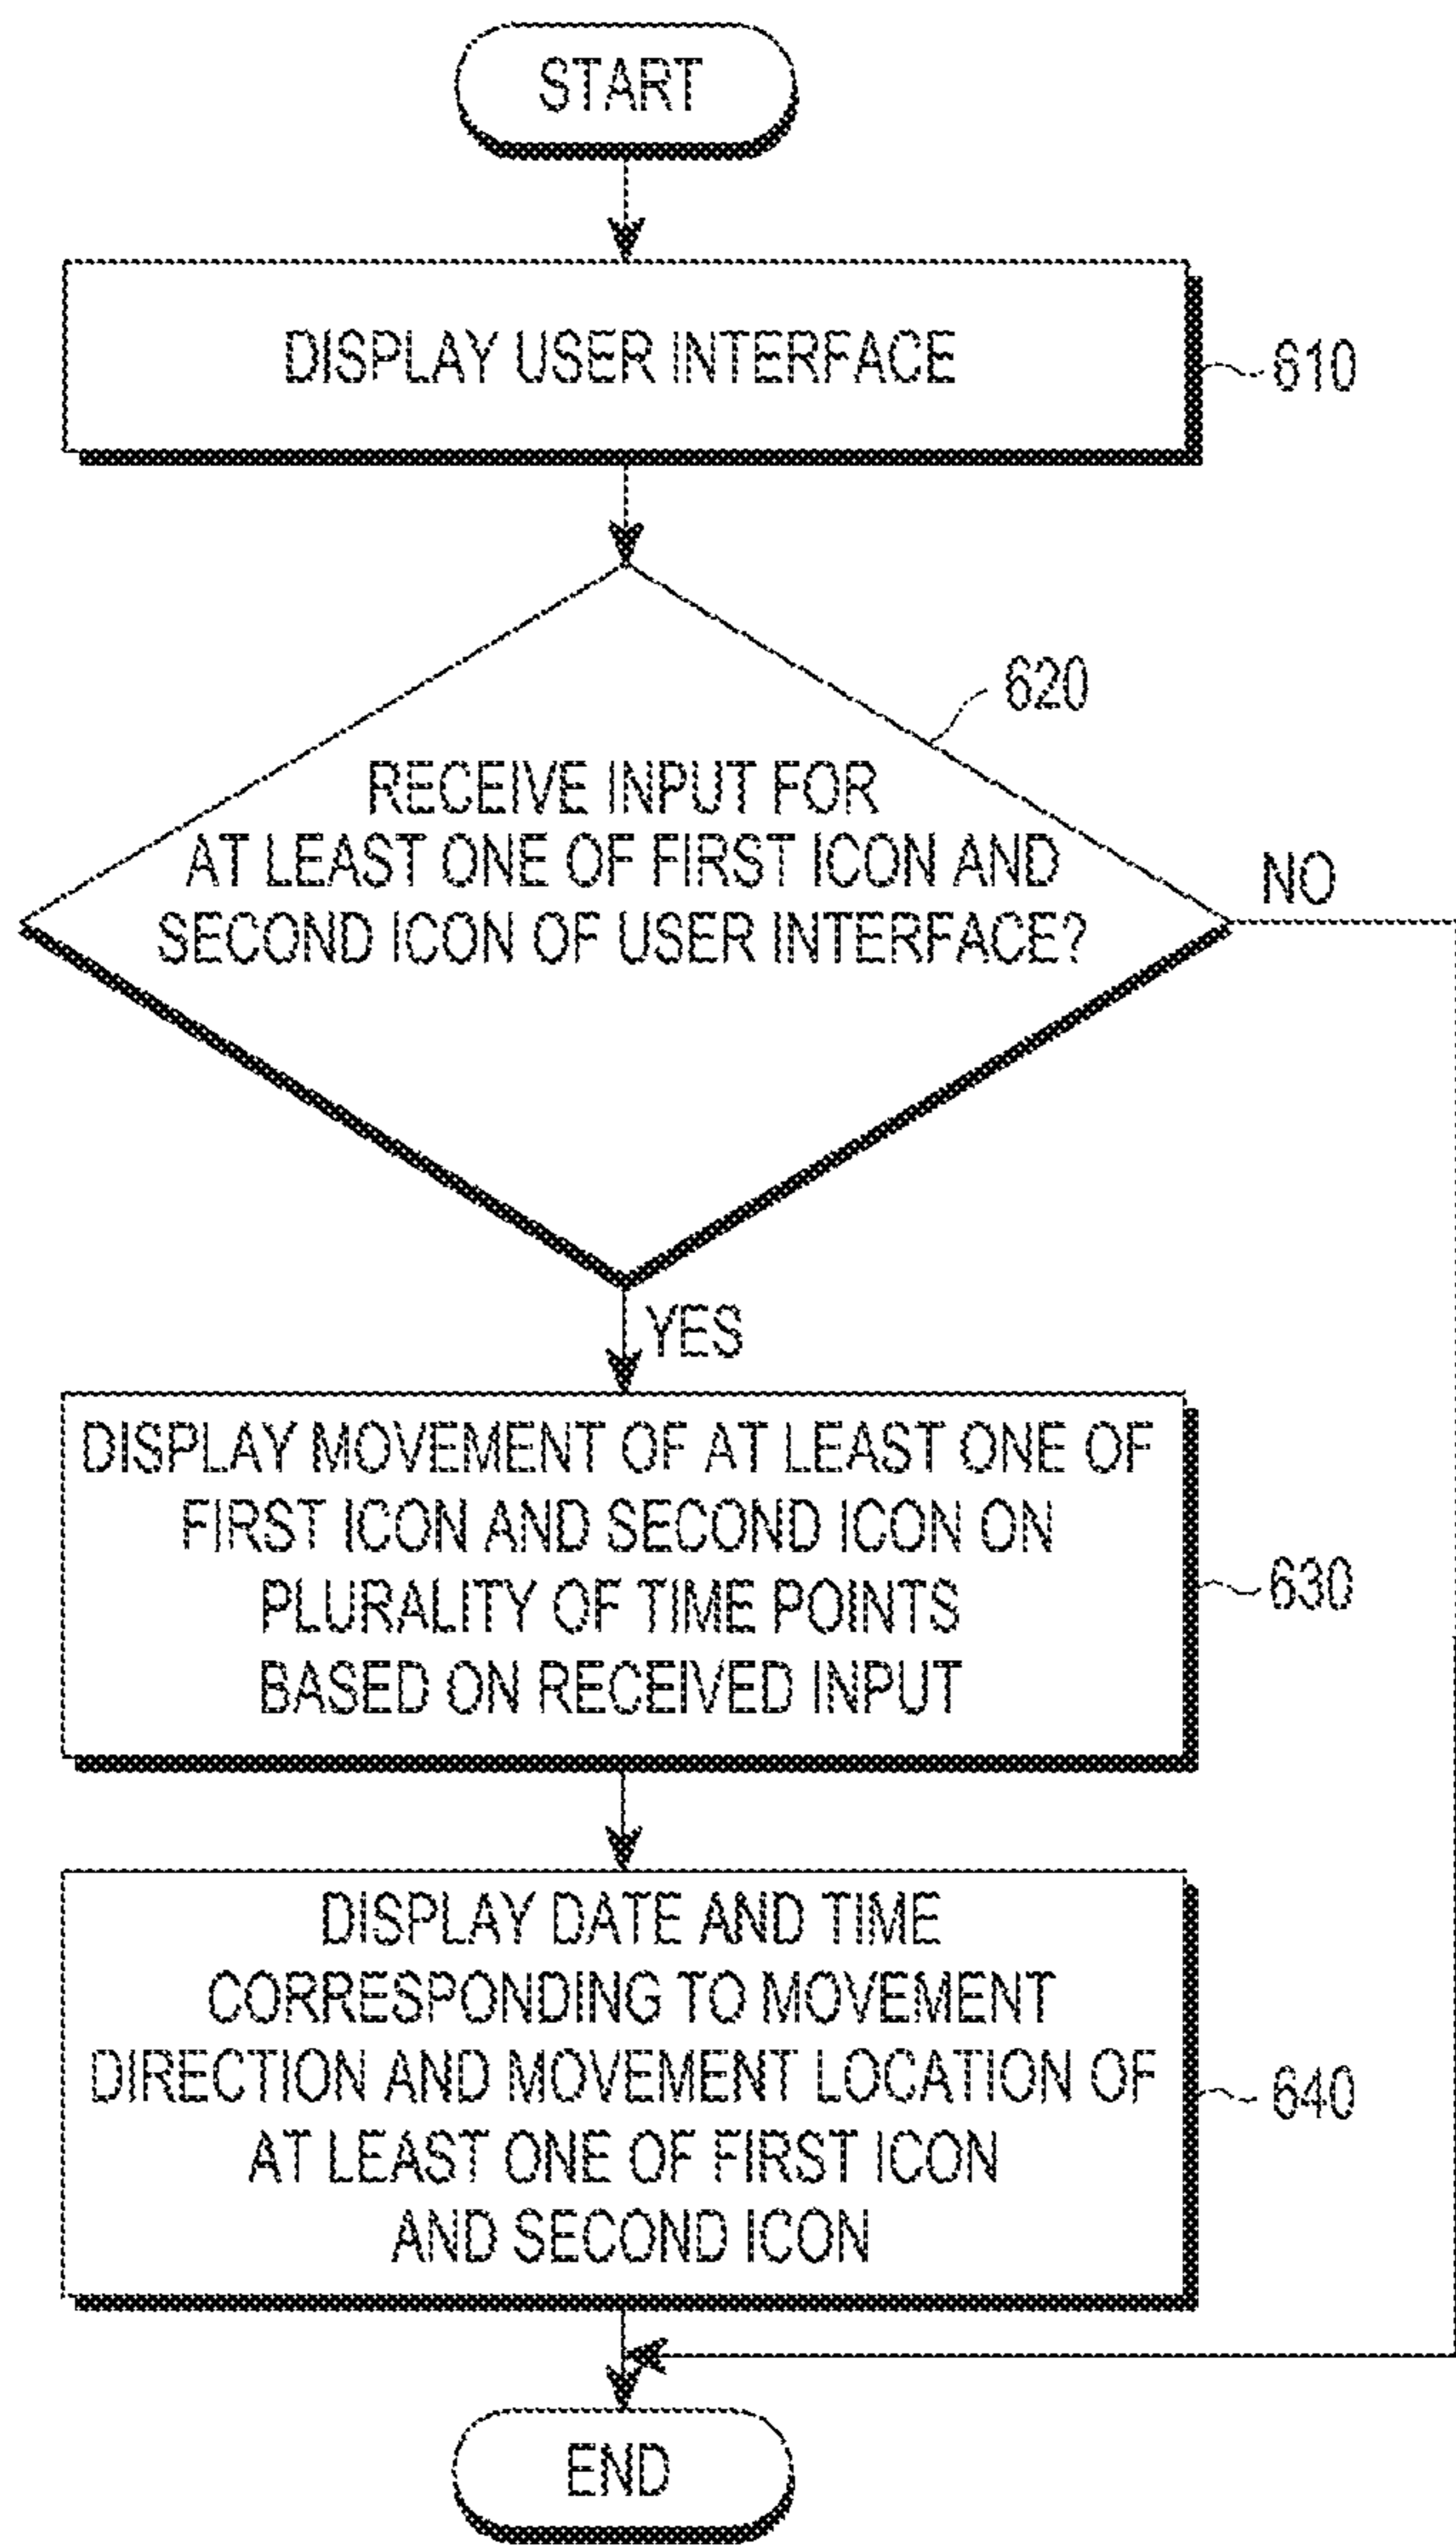 START
DISPLAY USER INTERFACE
610
620
RECEIVE INPUT FOR
AT LEAST ONE OF FIRST ICON AND
SECOND ICON OF USER INTERFACE?
NO
YES
DISPLAY MOVEMENT OF AT LEAST ONE OF
FIRST ICON AND SECOND ICON ON
PLURALITY OF TIME POINTS
BASED ON RECEIVED INPUT
630
DISPLAY DATE AND TIME
CORRESPONDING TO MOVEMENT
DIRECTION AND MOVEMENT LOCATION OF
AT LEAST ONE OF FIRST ICON
AND SECOND ICON
640
END